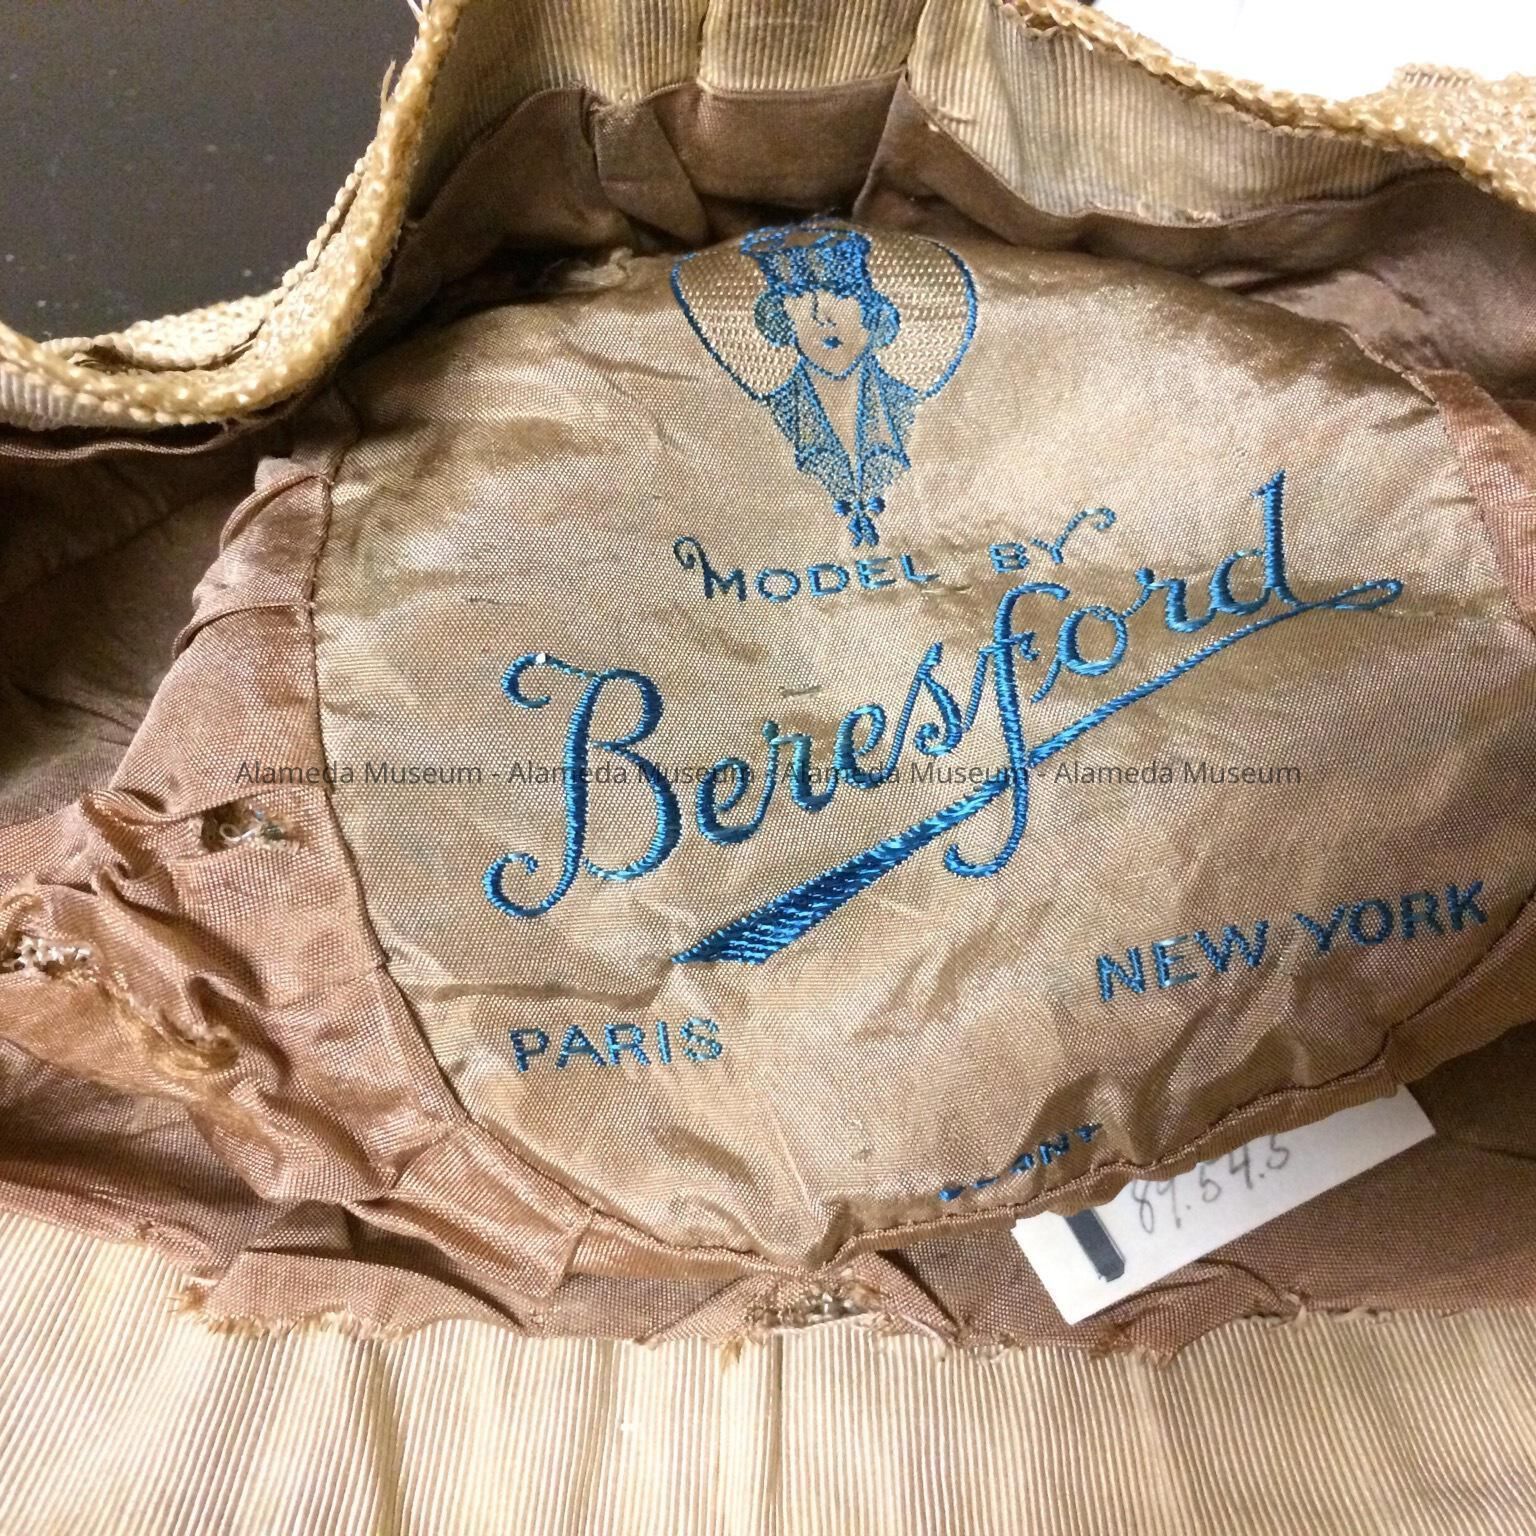 MODEL BY
Beresford
Alameda Museum - Alameda Museum - Alameda Museum - Alameda Museum
NEW YORK
PARIS
89.54.5